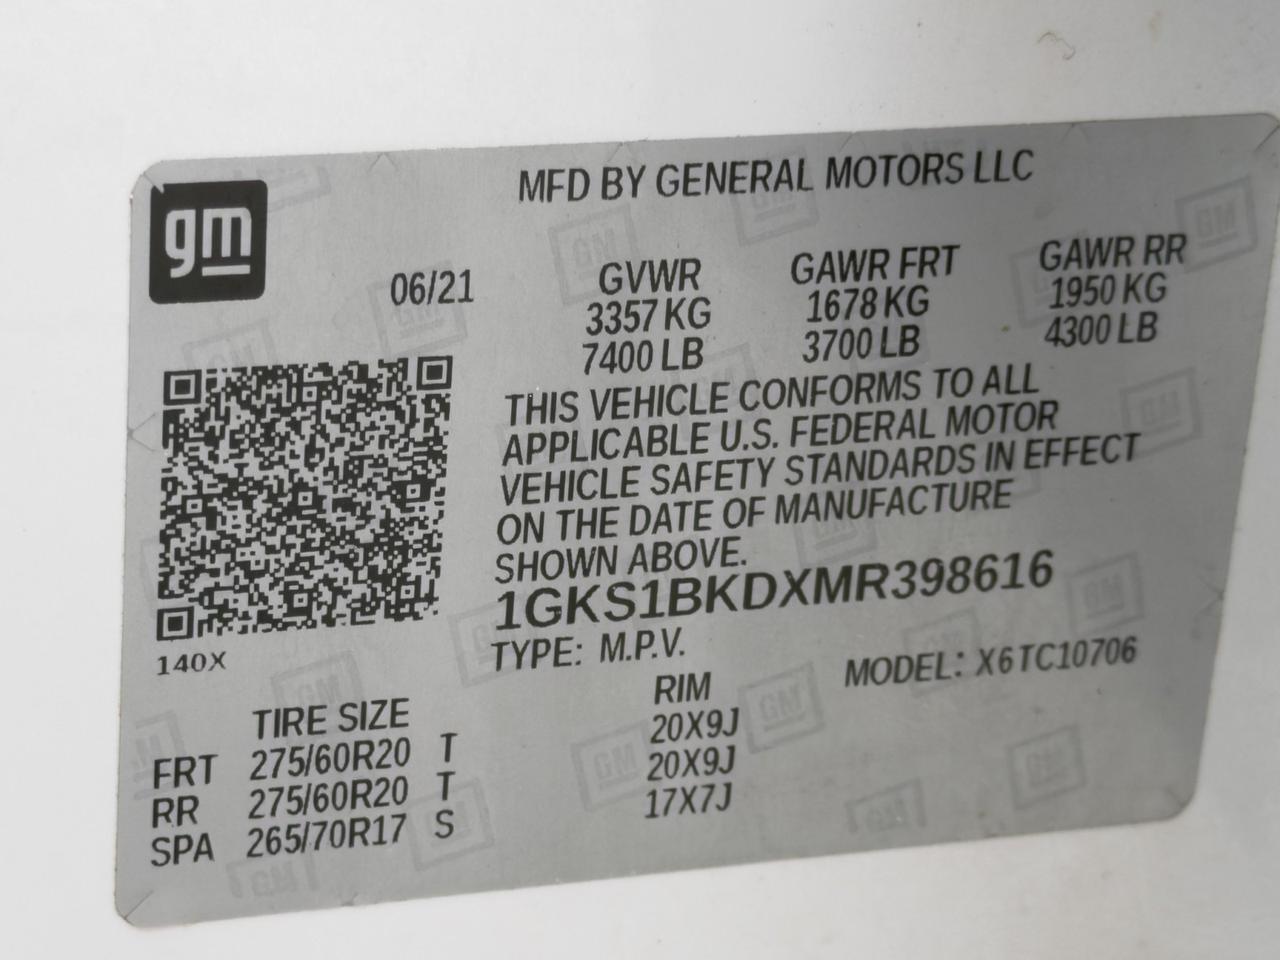 gm
MFD BY GENERAL MOTORS LLC
06/21
GVWR GAWR FRT GAWR RR
3357 KG 1678 KG 1950 KG
7400 LB 3700 LB 4300 LB
THIS VEHICLE CONFORMS TO ALL
APPLICABLE U.S. FEDERAL MOTOR
VEHICLE SAFETY STANDARDS IN EFFECT
ON THE DATE OF MANUFACTURE
SHOWN ABOVE.
1GKS1BKDXMR398616
TYPE: M.P.V. MODEL: X6TC10706
140X
TIRE SIZE RIM
FRT 275/60R20 T 20X9J
RR 275/60R20 T 20X9J
SPA 265/70R17 S 17X7J